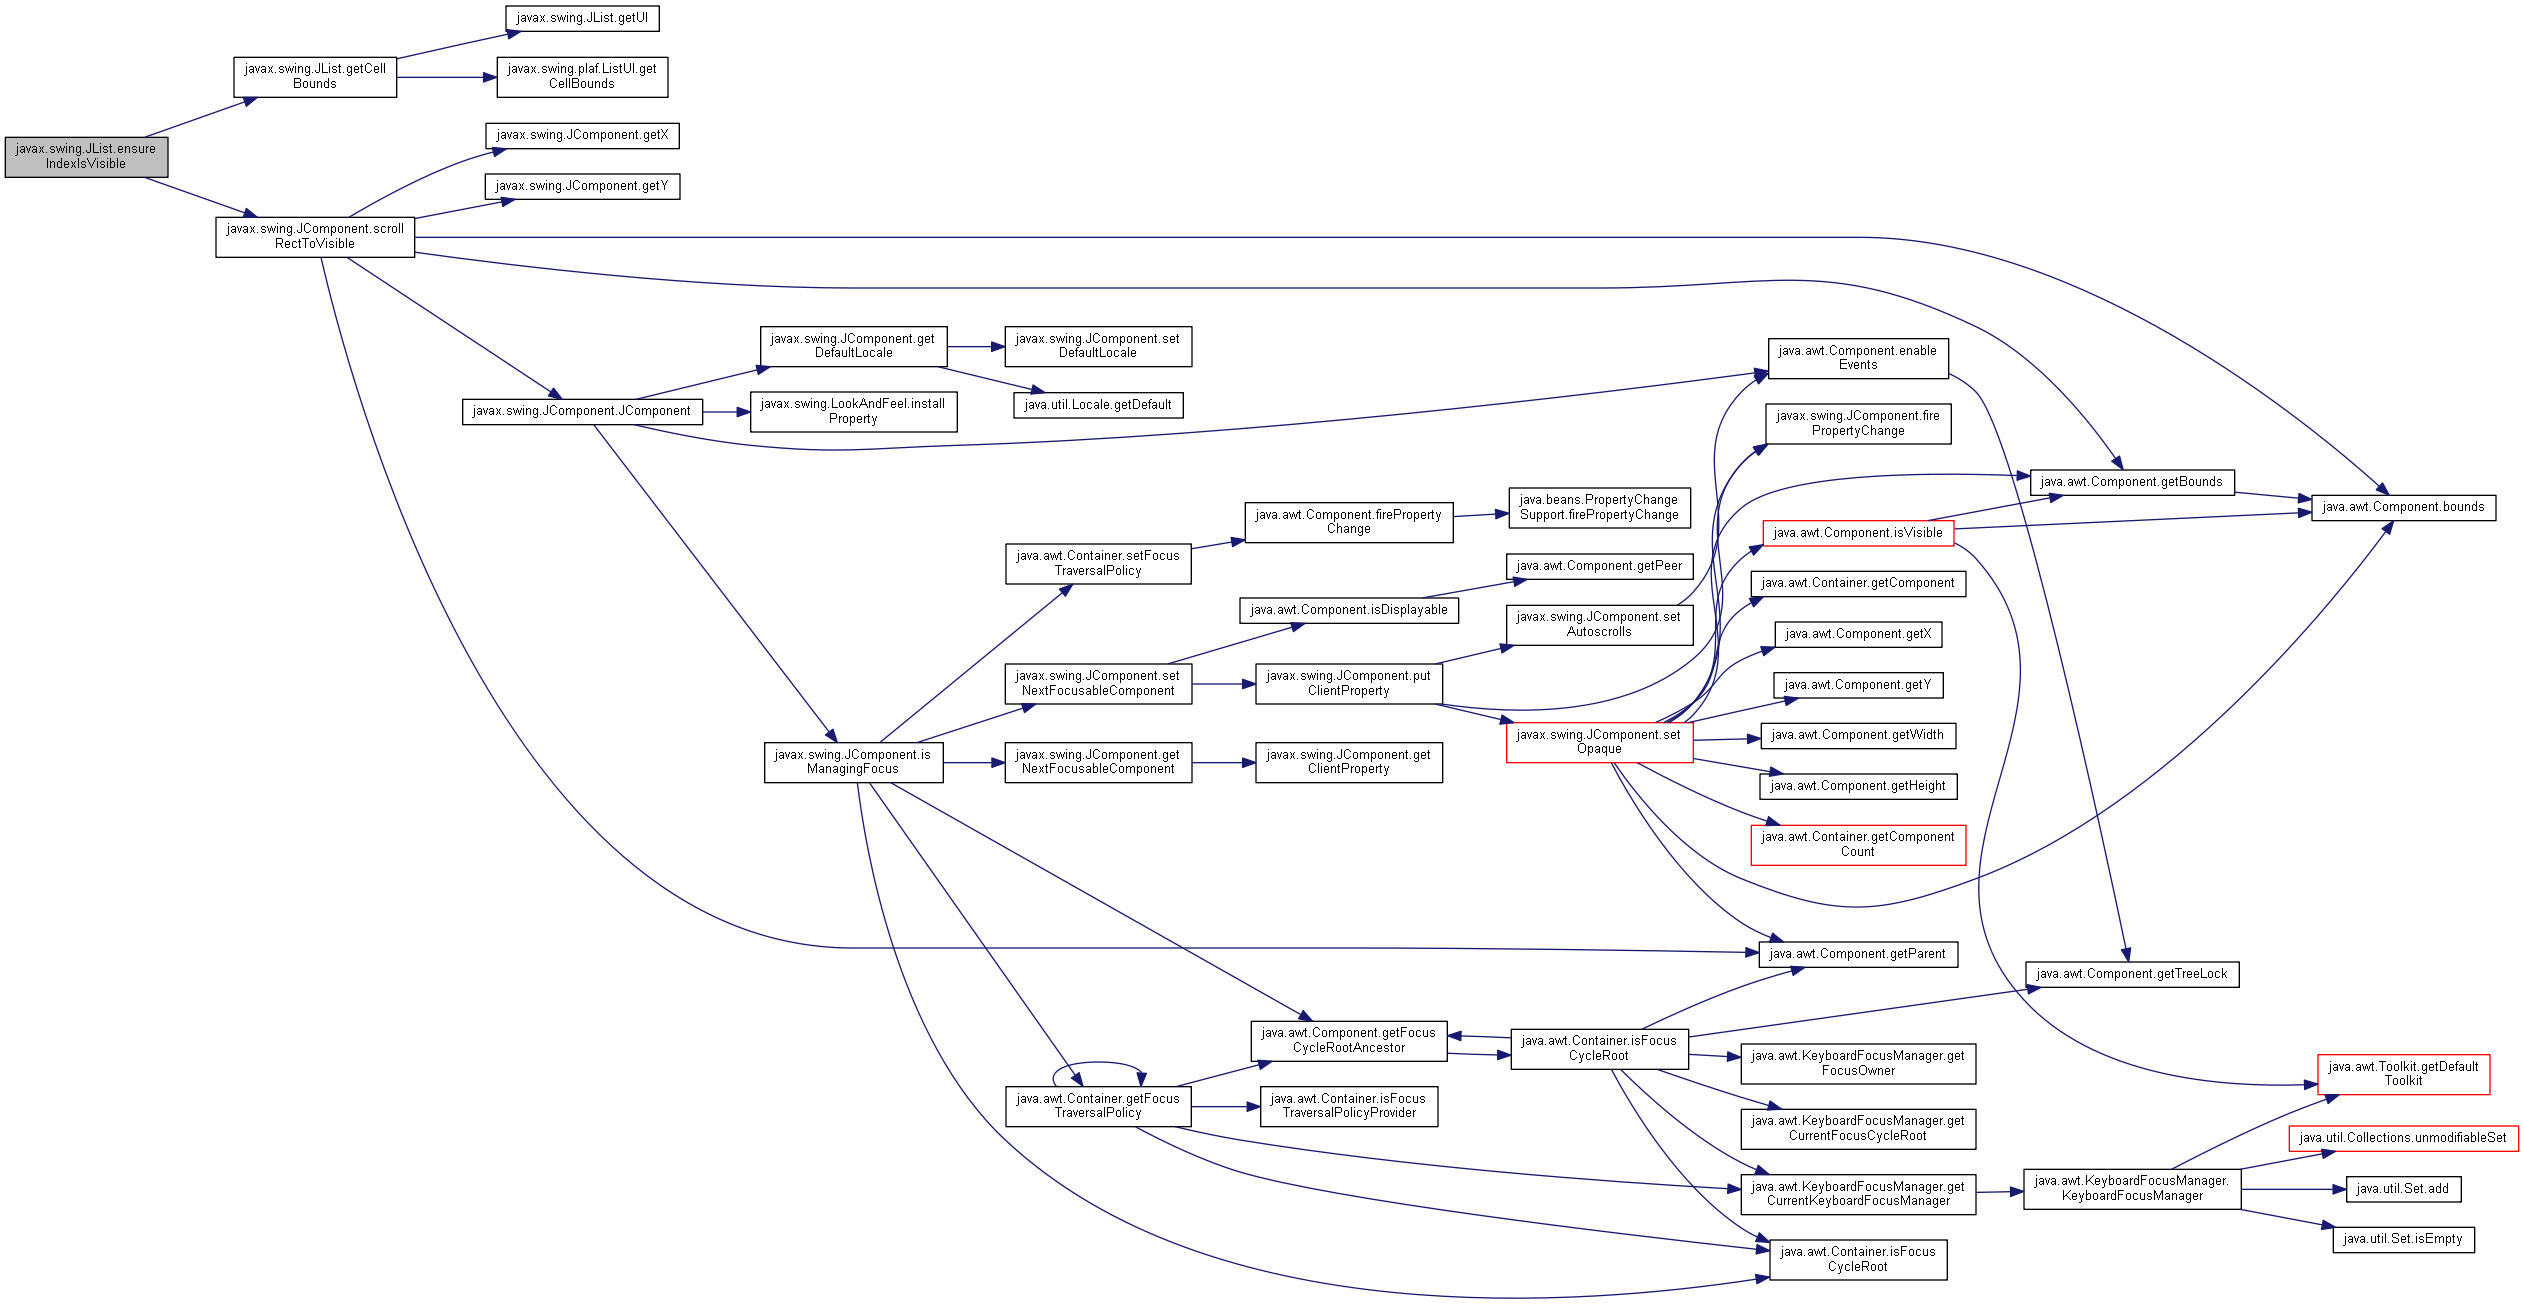 javax.swing.JList.ensure
IndexIsVisible
javax.swing.JList.getCell
Bounds
javax.swing.JList.getUI
javax.swing.plaf.ListUI.get
CellBounds
javax.swing.JComponent.scroll
RectToVisible
javax.swing.JComponent.getX
javax.swing.JComponent.getY
javax.swing.JComponent.JComponent
javax.swing.JComponent.get
DefaultLocale
javax.swing.LookAndFeel.install
Property
javax.swing.JComponent.set
DefaultLocale
java.util.Locale.getDefault
javax.swing.JComponent.is
ManagingFocus
java.awt.Container.setFocus
TraversalPolicy
javax.swing.JComponent.set
NextFocusableComponent
javax.swing.JComponent.get
NextFocusableComponent
java.awt.Container.getFocus
TraversalPolicy
java.awt.Component.fireProperty
Change
java.awt.Component.isDisplayable
javax.swing.JComponent.put
ClientProperty
javax.swing.JComponent.get
ClientProperty
java.awt.Component.getFocus
CycleRootAncestor
java.awt.Container.isFocus
TraversalPolicyProvider
java.beans.PropertyChange
Support.firePropertyChange
java.awt.Component.getPeer
javax.swing.JComponent.set
Autoscrolls
javax.swing.JComponent.set
Opaque
java.awt.Container.isFocus
CycleRoot
java.awt.Component.enable
Events
javax.swing.JComponent.fire
PropertyChange
java.awt.Component.isVisible
java.awt.Container.getComponent
java.awt.Component.getX
java.awt.Component.getY
java.awt.Component.getWidth
java.awt.Component.getHeight
java.awt.Container.getComponent
Count
java.awt.Component.getParent
java.awt.KeyboardFocusManager.get
FocusOwner
java.awt.KeyboardFocusManager.get
CurrentFocusCycleRoot
java.awt.KeyboardFocusManager.get
CurrentKeyboardFocusManager
java.awt.Container.isFocus
CycleRoot
java.awt.Component.getBounds
java.awt.Component.getTreeLock
java.awt.KeyboardFocusManager.
KeyboardFocusManager
java.awt.Component.bounds
java.awt.Toolkit.getDefault
Toolkit
java.util.Collections.unmodifiableSet
java.util.Set.add
java.util.Set.isEmpty